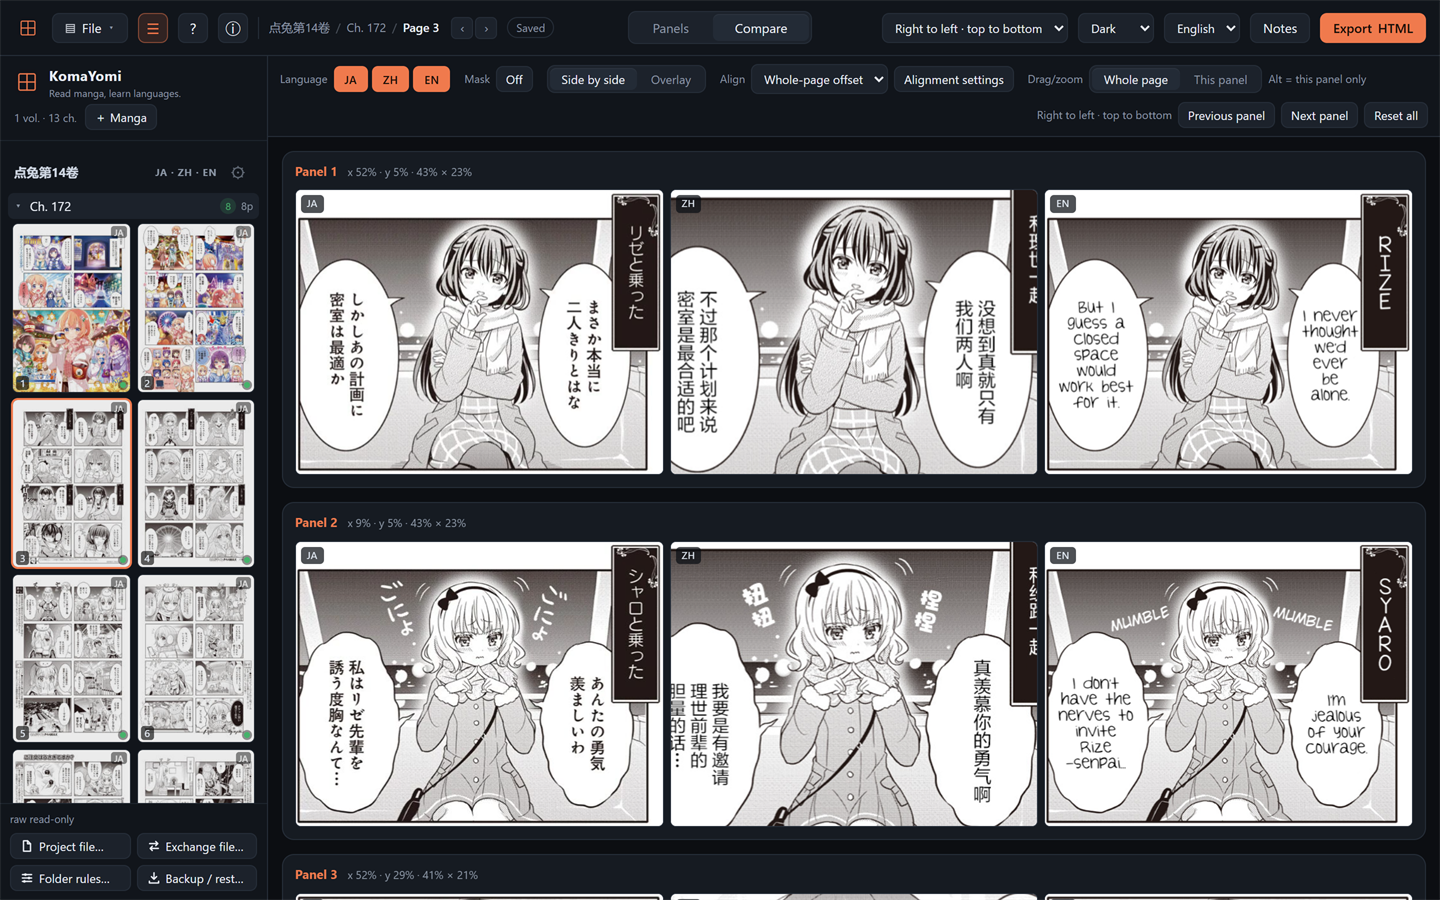 File
?
点兔第14卷 / Ch. 172 / Page 3
Saved
Panels
Compare
Right to left · top to bottom
Dark
English
Notes
Export HTML
KomaYomi
Read manga, learn languages.
1 vol. · 13 ch.
+ Manga
Language
JA
ZH
EN
Mask
Off
Side by side
Overlay
Align
Whole-page offset
Alignment settings
Drag/zoom
Whole page
This panel
Alt = this panel only
Right to left · top to bottom
Previous panel
Next panel
Reset all
点兔第14卷
JA · ZH · EN
Ch. 172
8
8p
JA
1
JA
2
JA
3
JA
4
JA
5
JA
6
JA
JA
raw read-only
Project file...
Exchange file...
Folder rules...
Backup / rest...
Panel 1
x 52% · y 5% · 43% × 23%
JA
リゼと乗った
まさか本当に
二人きりとはな
しかしあの計画に
密室は最適か
ZH
没想到真就只有
我们两人啊
不过那个计划来说
密室是最合适的吧
EN
RIZE
I never
thought
we'd
ever
be
alone.
But I
guess a
closed
space
would
work best
for it.
Panel 2
x 9% · y 5% · 43% × 23%
JA
シャロと乗った
ごにょ
ごにょ
あんたの勇気
羨ましいわ
私はリゼ先輩を
誘う度胸なんて…
ZH
捏捏
扭扭
真羡慕你的勇气啊
我要是有邀请
理世前辈的
胆量的话…
EN
SYARO
MUMBLE
MUMBLE
I'm
jealous
of your
courage.
I don't
have the
nerves to
invite
Rize
-senpai...
Panel 3
x 52% · y 29% · 41% × 21%